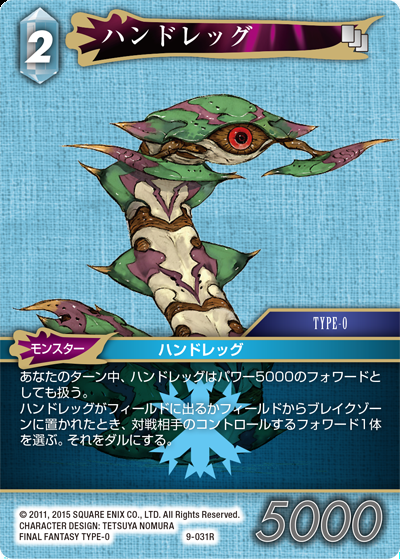 2
ハンドレッグ
TYPE-0
モンスター
ハンドレッグ
あなたのターン中、ハンドレッグはパワー5000のフォワードと
しても扱う。
ハンドレッグがフィールドに出るかフィールドからブレイクゾー
ンに置かれたとき、対戦相手のコントロールするフォワード1体
を選ぶ。それをダルにする。
© 2011, 2015 SQUARE ENIX CO., LTD. All Rights Reserved.
CHARACTER DESIGN: TETSUYA NOMURA
FINAL FANTASY TYPE-0
9-031R
5000